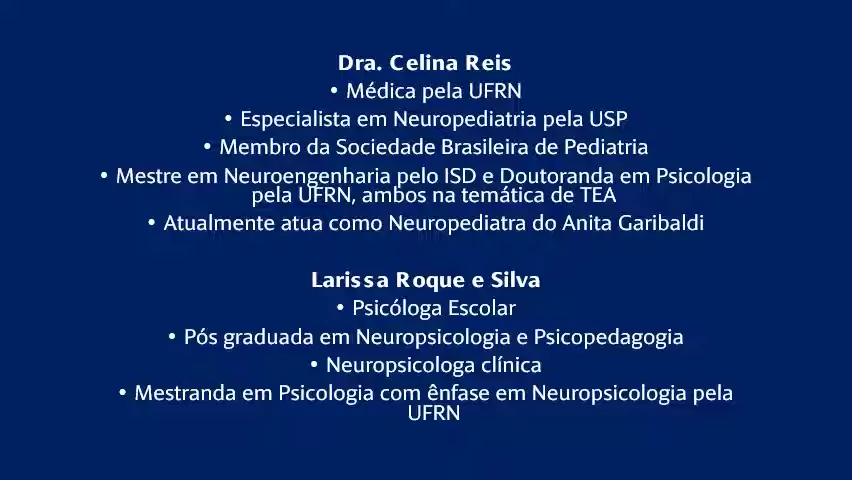 Dra. Celina Reis
• Médica pela UFRN
• Especialista em Neuropediatria pela USP
• Membro da Sociedade Brasileira de Pediatria
• Mestre em Neuroengenharia pelo ISD e Doutoranda em Psicologia
pela UFRN, ambos na temática de TEA
• Atualmente atua como Neuropediatra do Anita Garibaldi
Larissa Roque e Silva
• Psicóloga Escolar
• Pós graduada em Neuropsicologia e Psicopedagogia
• Neuropsicologa clínica
• Mestranda em Psicologia com ênfase em Neuropsicologia pela
UFRN